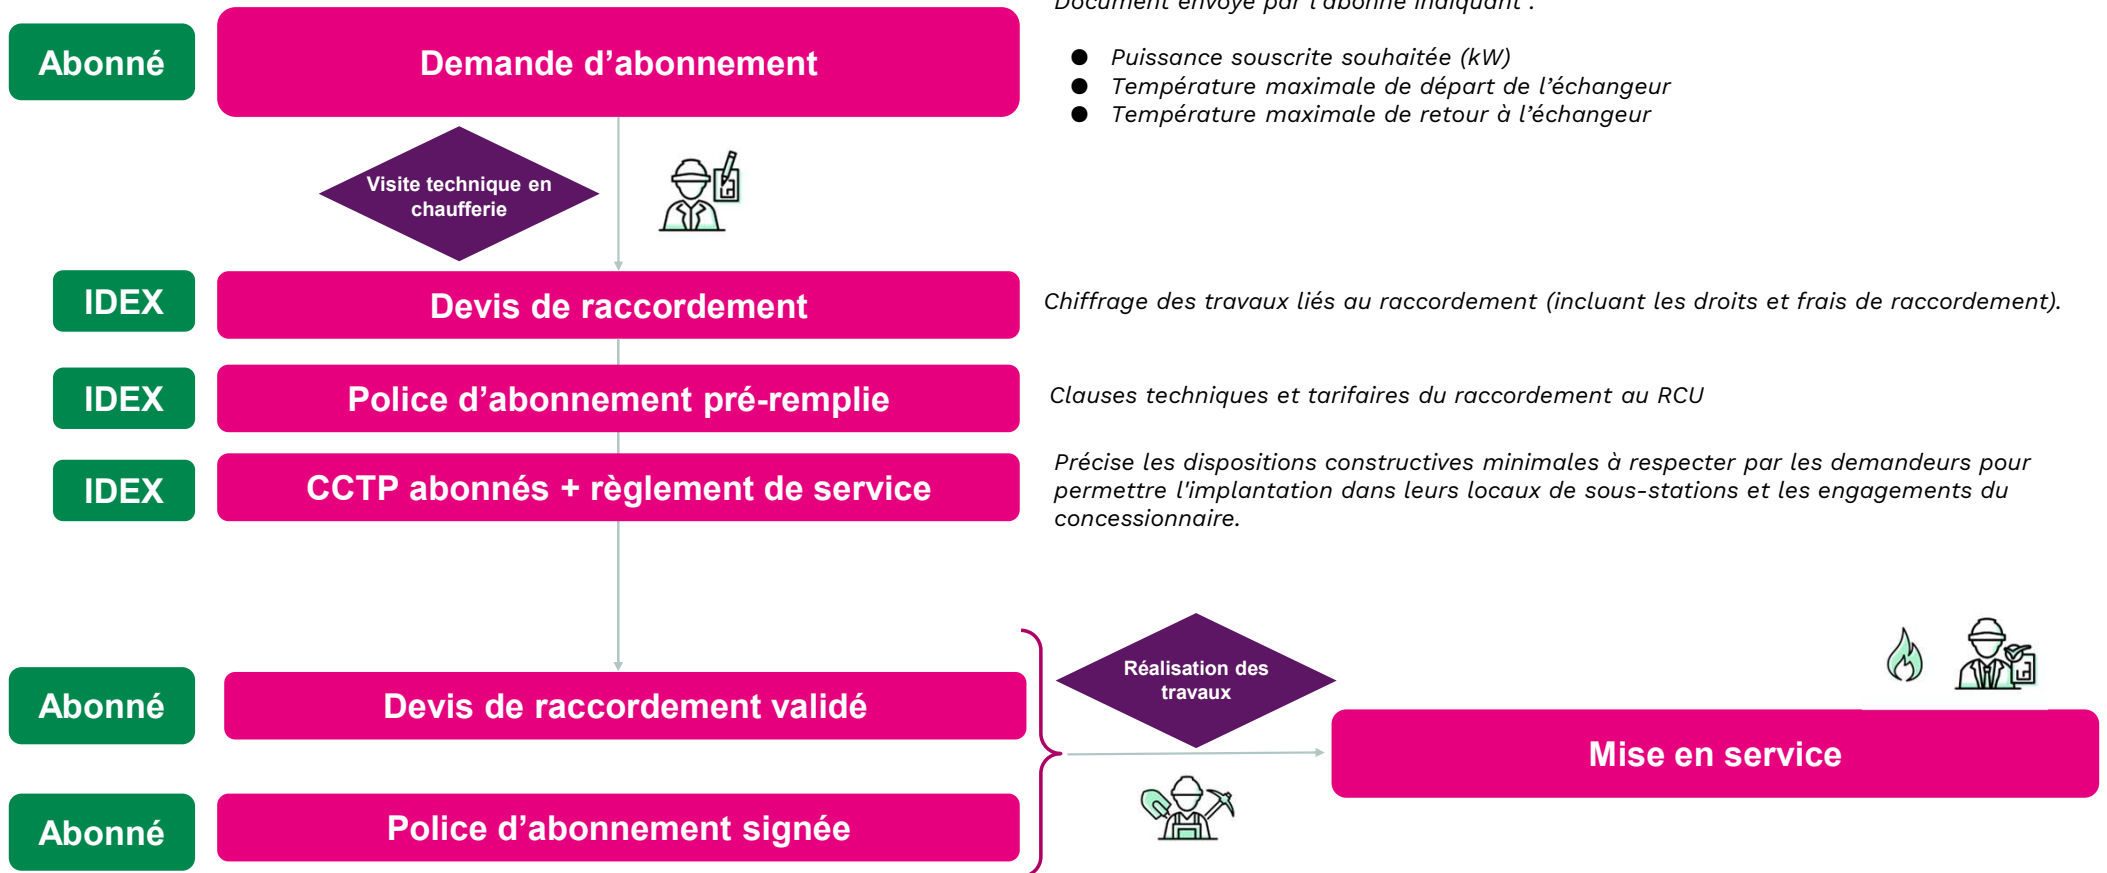 Document envoyé par l'abonné indiquant :
Abonné
Demande d’abonnement
● Puissance souscrite souhaitée (kW)
● Température maximale de départ de l’échangeur
● Température maximale de retour à l’échangeur
Visite technique en
chaufferie
IDEX
Devis de raccordement
Chiffrage des travaux liés au raccordement (incluant les droits et frais de raccordement).
IDEX
Police d’abonnement pré-remplie
Clauses techniques et tarifaires du raccordement au RCU
IDEX
CCTP abonnés + règlement de service
Précise les dispositions constructives minimales à respecter par les demandeurs pour
permettre l'implantation dans leurs locaux de sous-stations et les engagements du
concessionnaire.
Abonné
Devis de raccordement validé
Réalisation des
travaux
Mise en service
Abonné
Police d’abonnement signée